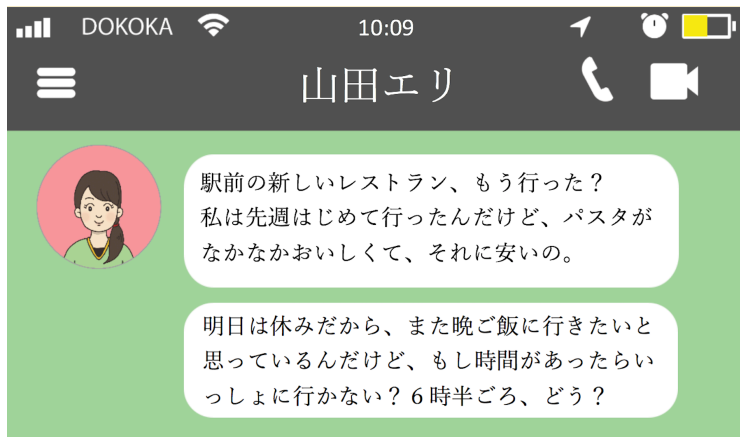 DOKOKA 10:09
山田エリ
駅前の新しいレストラン、もう行った？
私は先週はじめて行ったんだけど、パスタが
なかなかおいしくて、それに安いの。
明日は休みだから、また晩ご飯に行きたいと
思っているんだけど、もし時間があったらい
っしょに行かない？６時半ごろ、どう？